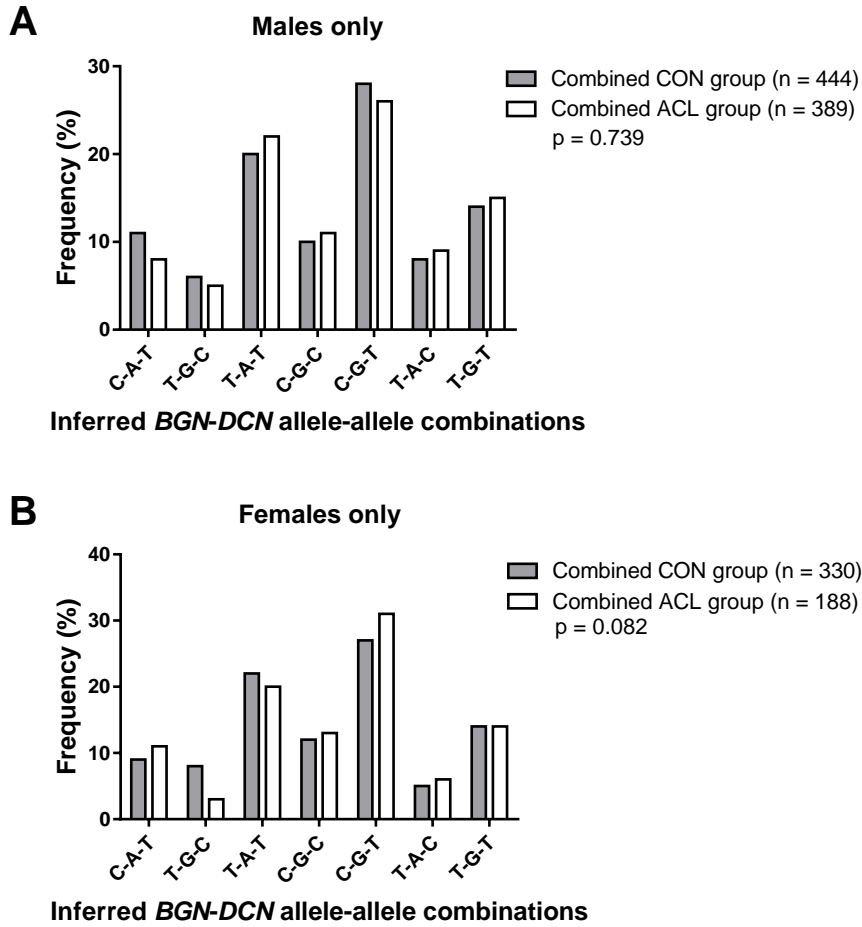 A
Males only
30
20
10
0
Frequency (%)
C-A-T
T-G-C
T-A-T
C-G-C
C-G-T
T-A-C
T-G-T
Inferred BGN-DCN allele-allele combinations
Combined CON group (n = 444)
Combined ACL group (n = 389)
p = 0.739
B
Females only
40
30
20
10
0
Frequency (%)
C-A-T
T-G-C
T-A-T
C-G-C
C-G-T
T-A-C
T-G-T
Inferred BGN-DCN allele-allele combinations
Combined CON group (n = 330)
Combined ACL group (n = 188)
p = 0.082